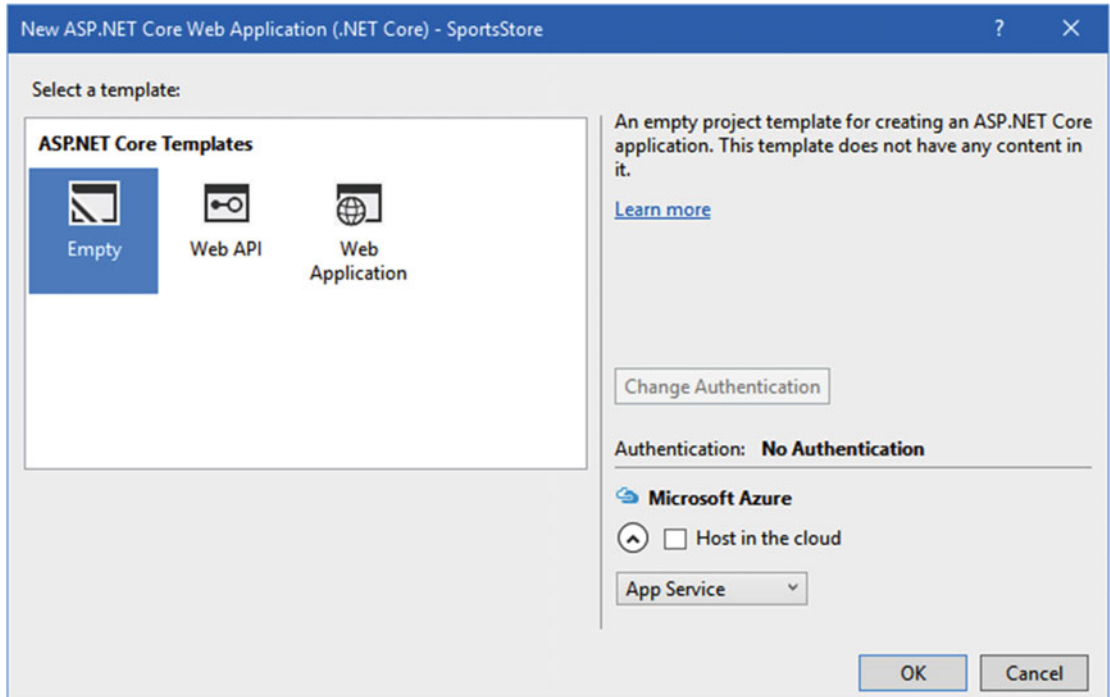 New ASP.NET Core Web Application (.NET Core) - SportsStore
?
Select a template:
ASP.NET Core Templates
Empty
Web API
Web
Application
An empty project template for creating an ASP.NET Core
application. This template does not have any content in
it.
Learn more
Change Authentication
Authentication: No Authentication
Microsoft Azure
Host in the cloud
App Service
OK
Cancel